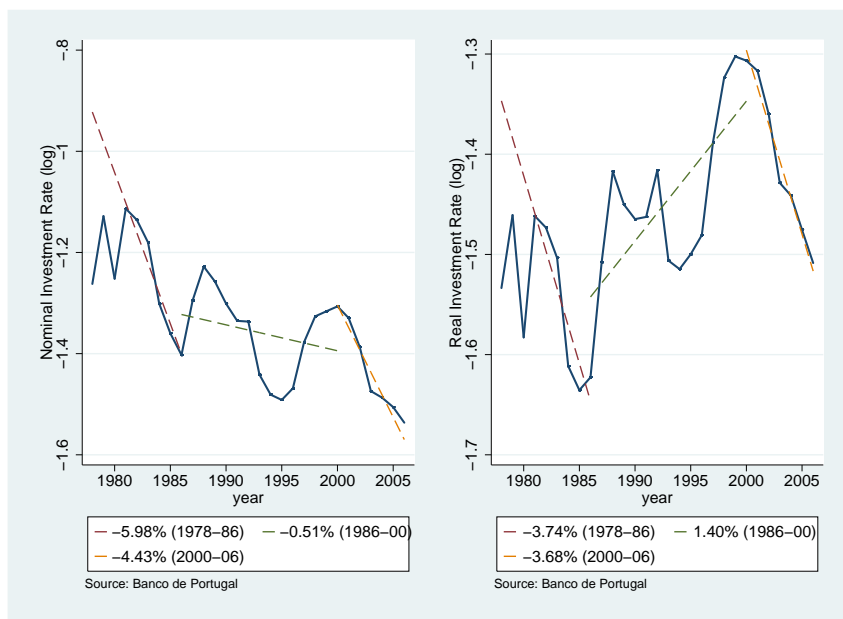 Nominal Investment Rate (log)
−.8
−1
−1.2
−1.4
−1.6
1980 1985 1990 1995 2000 2005
year
−5.98% (1978−86) −0.51% (1986−00)
−4.43% (2000−06)
Source: Banco de Portugal
Real Investment Rate (log)
−1.3
−1.4
−1.5
−1.6
−1.7
1980 1985 1990 1995 2000 2005
year
−3.74% (1978−86) 1.40% (1986−00)
−3.68% (2000−06)
Source: Banco de Portugal